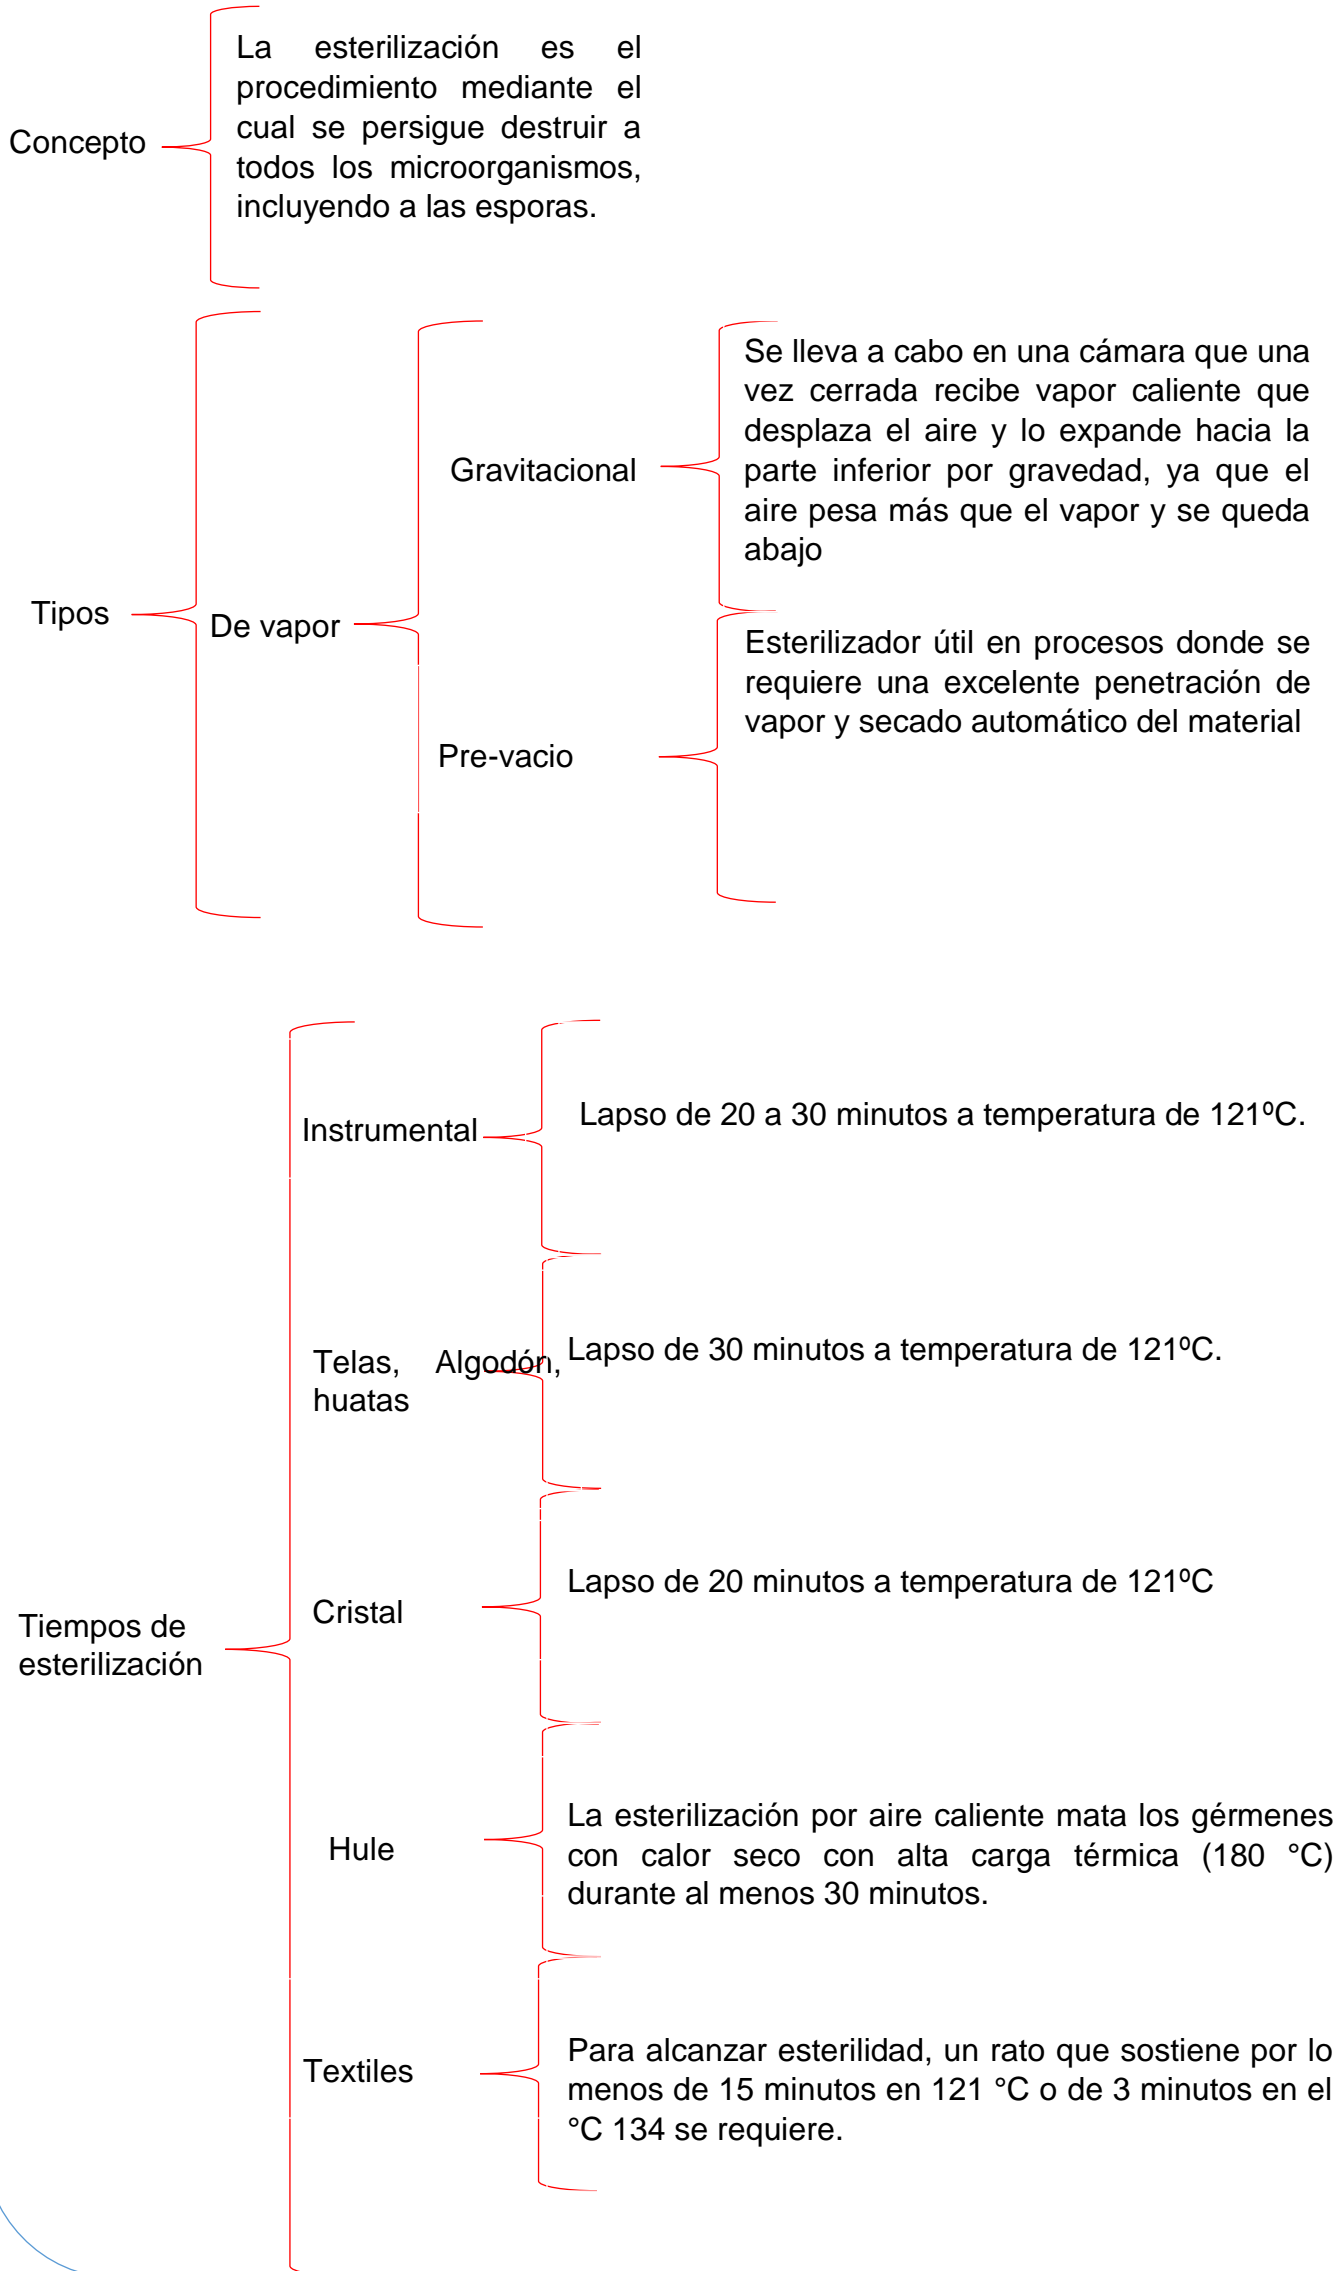 Concepto
La esterilización es el
procedimiento mediante el
cual se persigue destruir a
todos los microorganismos,
incluyendo a las esporas.
Tipos
De vapor
Gravitacional
Se lleva a cabo en una cámara que una
vez cerrada recibe vapor caliente que
desplaza el aire y lo expande hacia la
parte inferior por gravedad, ya que el
aire pesa más que el vapor y se queda
abajo
Pre-vacio
Esterilizador útil en procesos donde se
requiere una excelente penetración de
vapor y secado automático del material
Tiempos de
esterilización
Instrumental
Lapso de 20 a 30 minutos a temperatura de 121ºC.
Telas, Algodón,
huatas
Lapso de 30 minutos a temperatura de 121ºC.
Cristal
Lapso de 20 minutos a temperatura de 121ºC
Hule
La esterilización por aire caliente mata los gérmenes
con calor seco con alta carga térmica (180 °C)
durante al menos 30 minutos.
Textiles
Para alcanzar esterilidad, un rato que sostiene por lo
menos de 15 minutos en 121 °C o de 3 minutos en el
°C 134 se requiere.